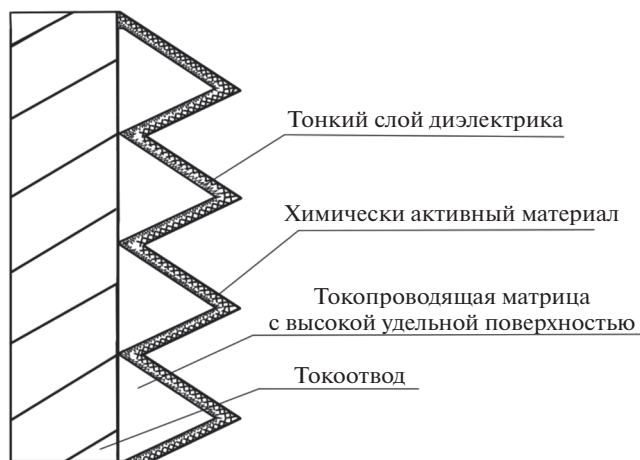 Тонкий слой диэлектрика
Химически активный материал
Токопроводящая матрица
с высокой удельной поверхностью
Токоотвод